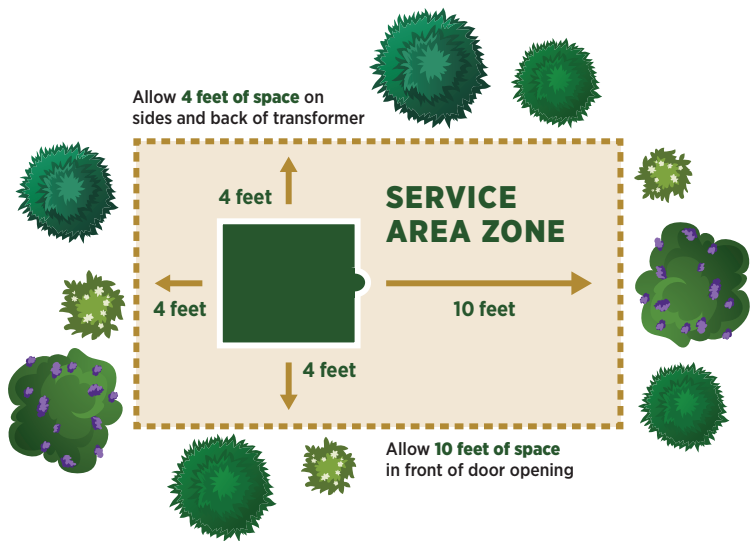 Allow 4 feet of space on
sides and back of transformer
4 feet
SERVICE
AREA ZONE
4 feet
10 feet
4 feet
Allow 10 feet of space
in front of door opening